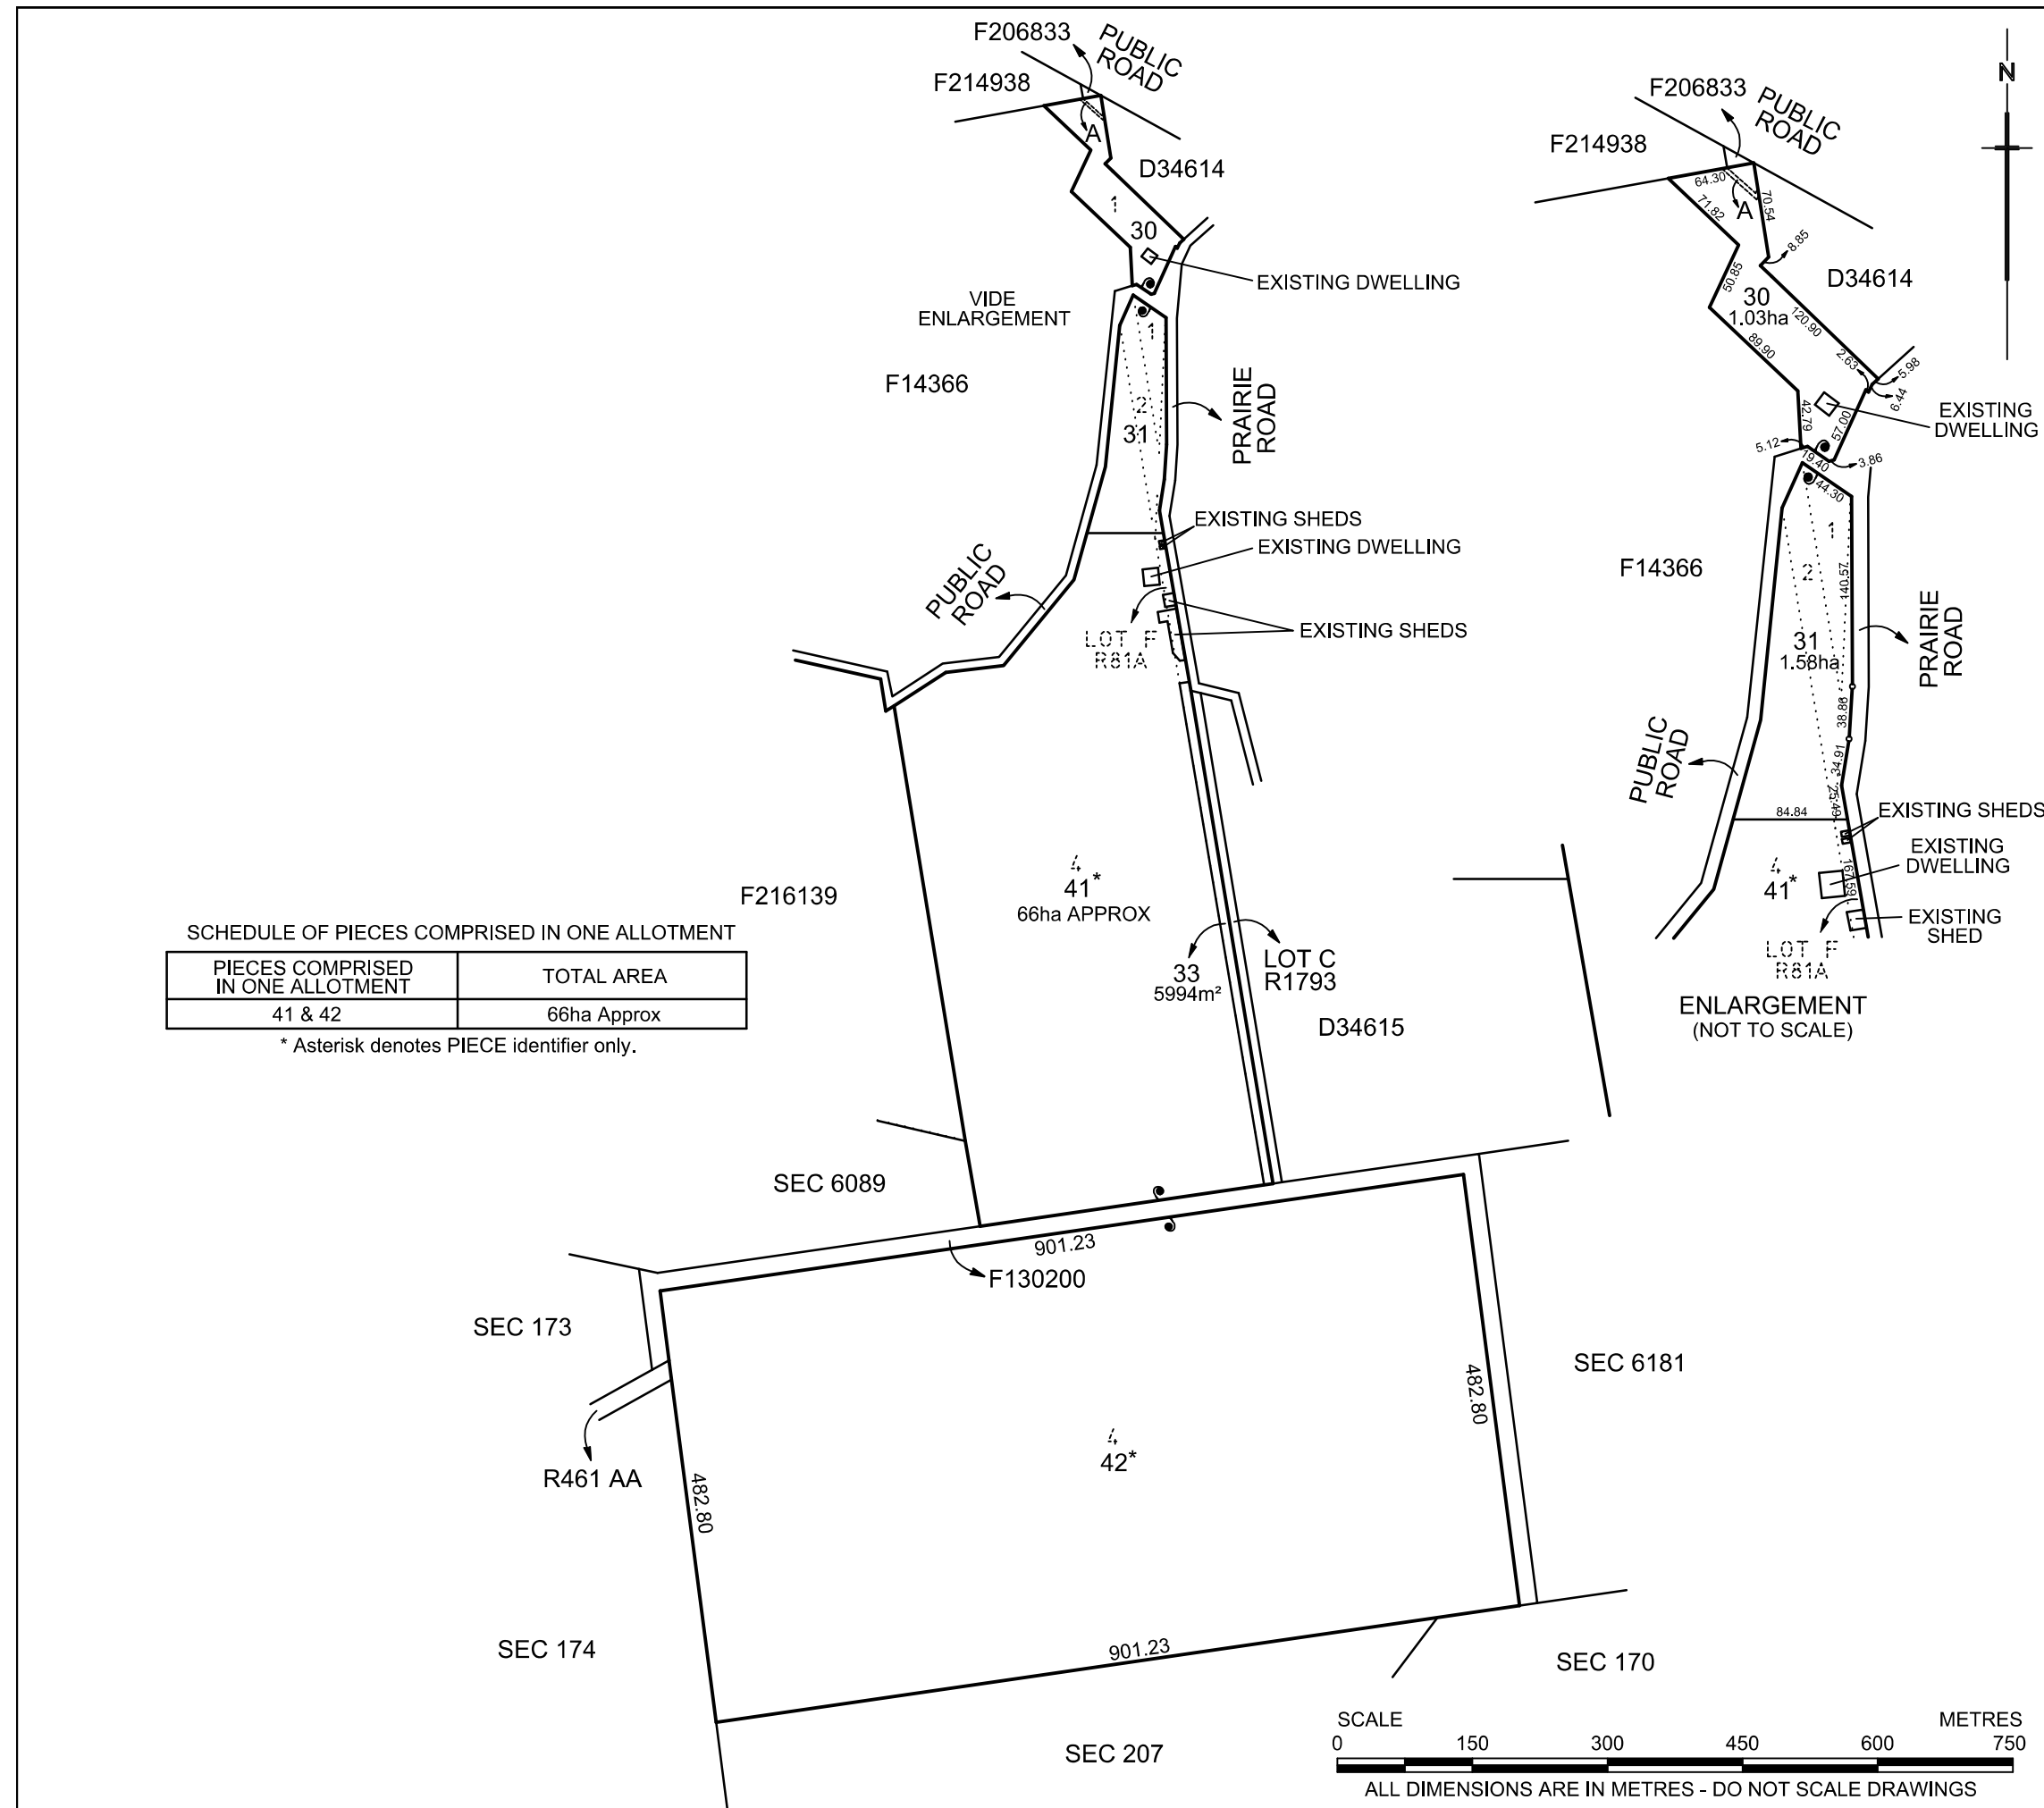 F206833
PUBLIC
ROAD
F214938
A
D34614
1
30
EXISTING DWELLING
VIDE
ENLARGEMENT
1
F14366
2
31
PRAIRIE
ROAD
EXISTING SHEDS
EXISTING DWELLING
PUBLIC
ROAD
LOT F
R81A
EXISTING SHEDS
F216139
4
41*
66ha APPROX
33
5994m²
LOT C
R1793
D34615
SCHEDULE OF PIECES COMPRISED IN ONE ALLOTMENT
PIECES COMPRISED
IN ONE ALLOTMENT
TOTAL AREA
41 & 42
66ha Approx
* Asterisk denotes PIECE identifier only.
SEC 6089
901.23
F130200
SEC 173
SEC 6181
482.80
R461 AA
482.80
4
42*
SEC 174
901.23
SEC 170
SEC 207
N
F206833
PUBLIC
ROAD
F214938
64.30
71.82
A
70.54
8.85
D34614
50.85
30
1.03ha
120.90
89.90
2.63
5.98
6.44
EXISTING
DWELLING
42.79
57.00
5.12
19.40
3.86
44.30
1
F14366
2
140.57
31
1.58ha
PRAIRIE
ROAD
38.86
34.91
PUBLIC
ROAD
25.49
84.84
EXISTING SHEDS
EXISTING
DWELLING
4
41*
167.59
EXISTING
SHED
LOT F
R81A
ENLARGEMENT
(NOT TO SCALE)
SCALE
METRES
0 150 300 450 600 750
ALL DIMENSIONS ARE IN METRES - DO NOT SCALE DRAWINGS